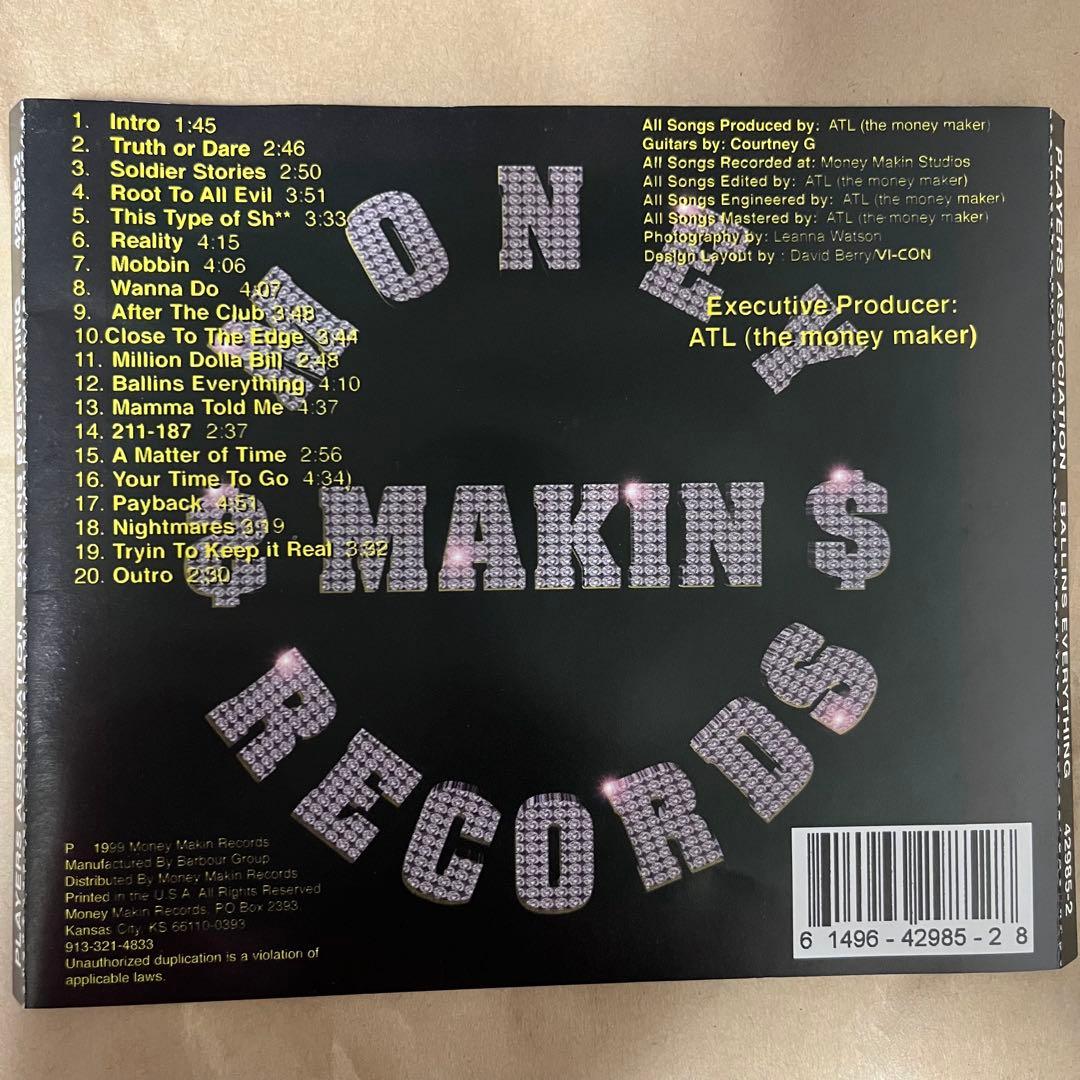 1. Intro 1:45
2. Truth or Dare 2:46
3. Soldier Stories 2:50
4. Root To All Evil 3:51
5. This Type of Sh** 3:33
6. Reality 4:15
7. Mobbin 4:06
8. Wanna Do 4:07
9. After The Club 3:48
10.Close To The Edge 3:44
11. Million Dolla Bill 2:48
12. Ballins Everything 4:10
13. Mamma Told Me 4:37
14. 211-187 2:37
15. A Matter of Time 2:56
16. Your Time To Go 4:34)
17. Payback 4:51
18. Nightmares 3:19
19. Tryin To Keep it Real 3:32
20. Outro 2:30
All Songs Produced by: ATL (the money maker)
Guitars by: Courtney G
All Songs Recorded at: Money Makin Studios
All Songs Edited by: ATL (the money maker)
All Songs Engineered by: ATL (the money maker)
All Songs Mastered by: ATL (the money maker)
Photography by: Leanna Watson
Design Layout by : David Berry/VI-CON
Executive Producer:
ATL (the money maker)
MONEY
$ MAKIN $
RECORDS
P 1999 Money Makin Records
Manufactured By Barbour Group
Distributed By Money Makin Records
Printed in the U.S.A. All Rights Reserved
Money Makin Records, PO Box 2393,
Kansas City, KS 66110-0393
913-321-4833
Unauthorized duplication is a violation of
applicable laws.
6 1496 - 42985 - 2 8
PLAYERS ASSOCIATION BALLINS EVERYTHING 42985-2
PLAYERS ASSOCIATION BALLINS EVERYTHING 42985-2